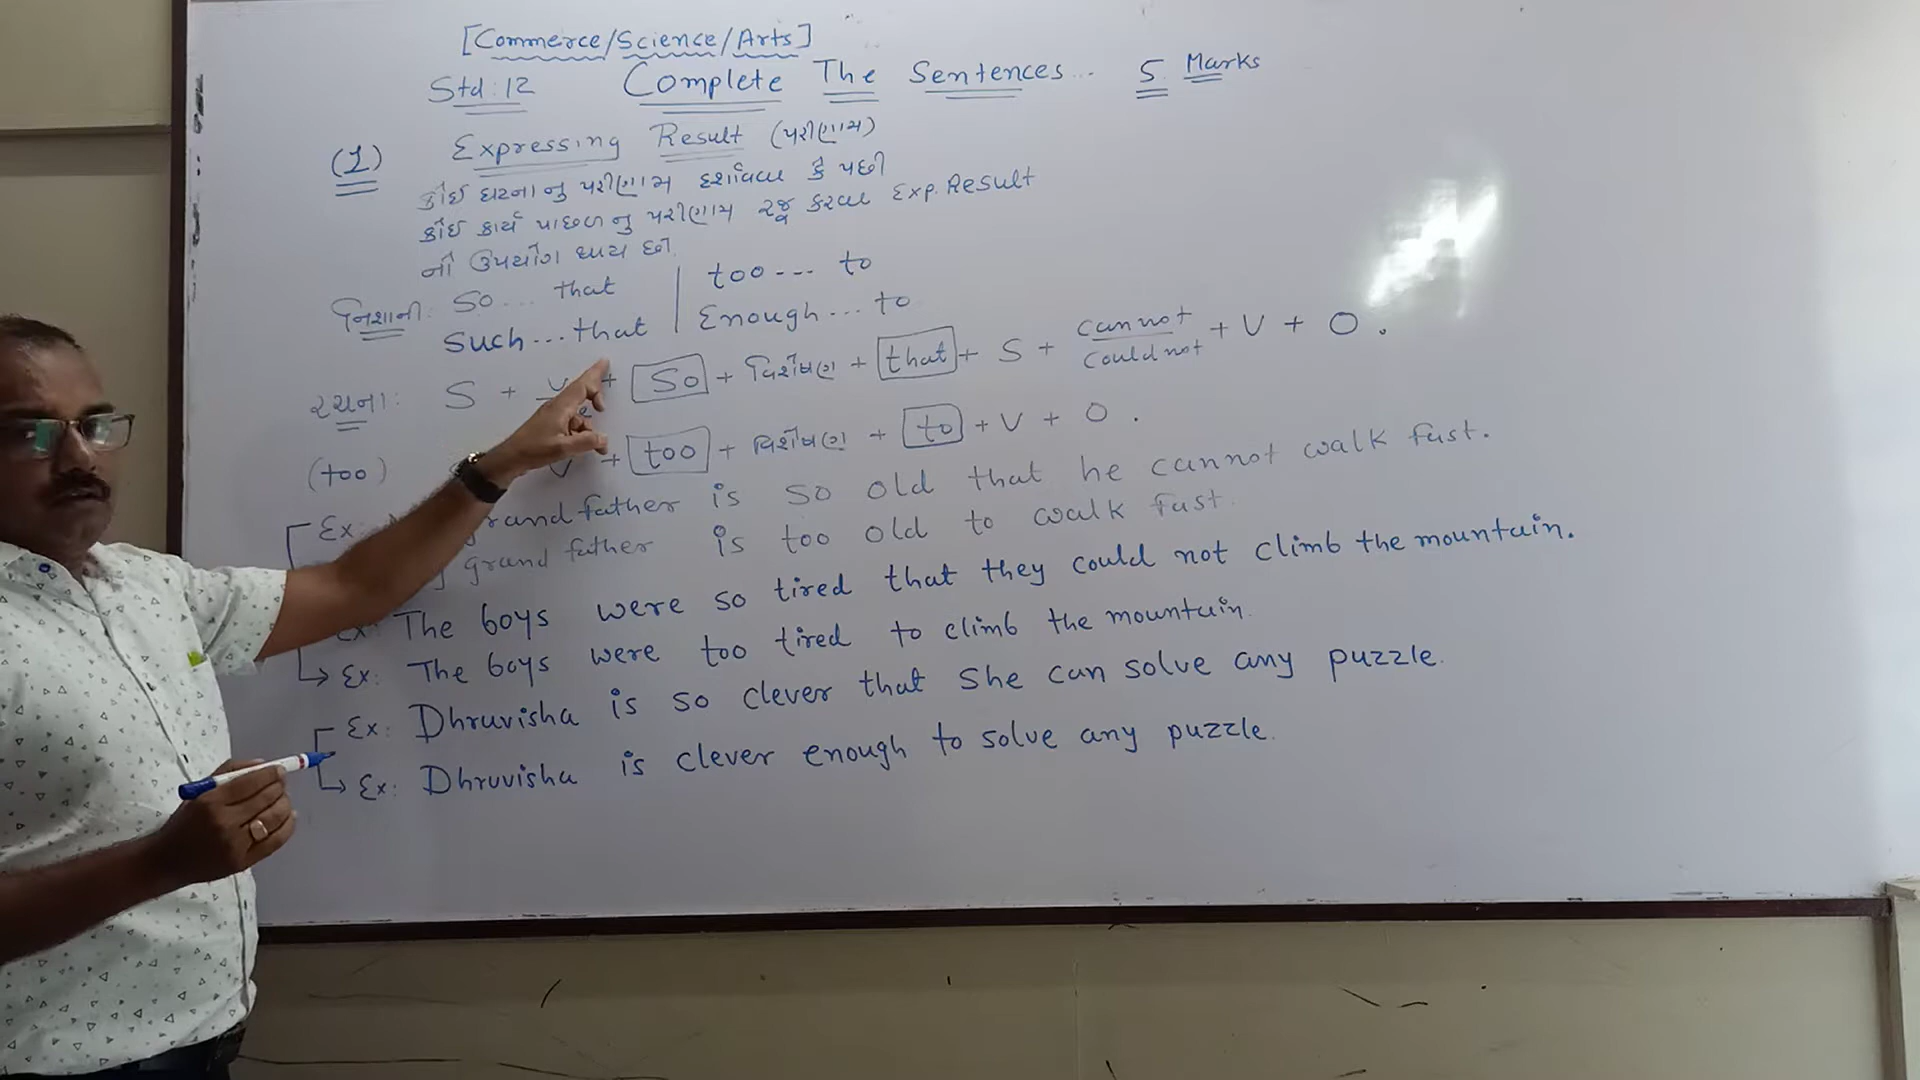 [Commerce/Science/Arts]
Std:12 Complete The Sentences... 5 Marks
(1) Expressing Result (પરીણામ)
કોઈ ઘટના નુ પરીણામ દર્શાવવા કે પછી
કોઈ કાર્ય પાછળ નુ પરીણામ રજૂ કરવા Exp. Result
નો ઉપયોગ થાય છે.
નિશાની: So... that | too--- to
Such...that | Enough... to
રચના: S + V + So + વિશેષણ + that + S + cannot / could not + V + O.
(too) V + too + વિશેષણ + to + V + O.
Ex: grand father is so old that he cannot walk fast.
grand father is too old to walk fast.
Ex: The boys were so tired that they could not climb the mountain.
Ex: The boys were too tired to climb the mountain.
Ex: Dhruvisha is so clever that She can solve any puzzle.
Ex: Dhruvisha is clever enough to solve any puzzle.